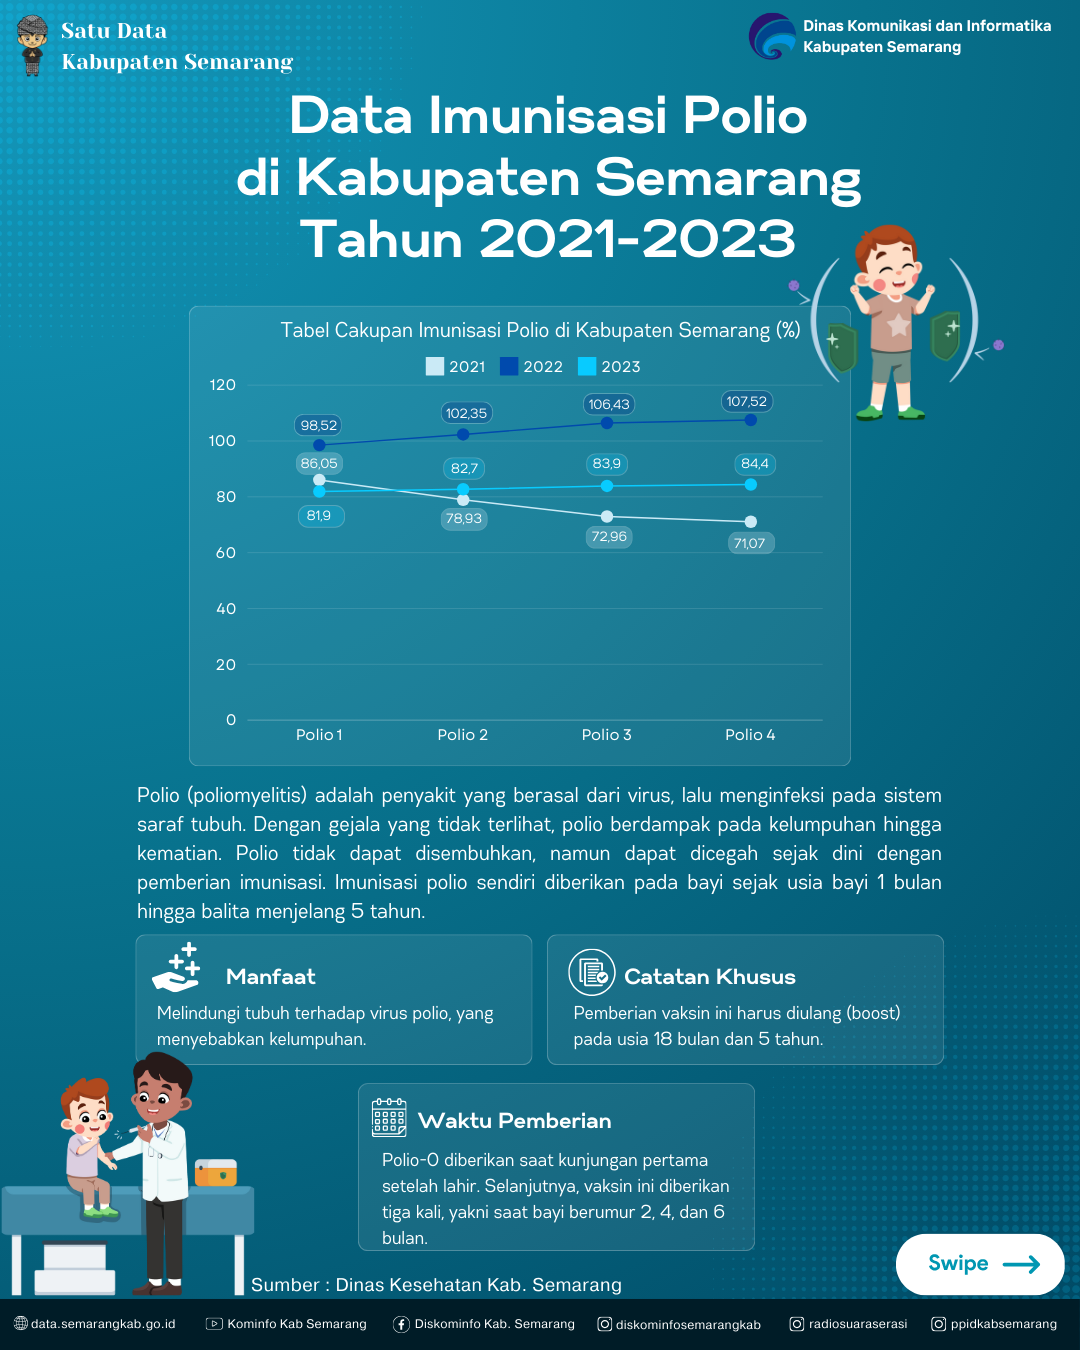 Satu Data
Kabupaten Semarang
Dinas Komunikasi dan Informatika
Kabupaten Semarang
Data Imunisasi Polio
di Kabupaten Semarang
Tahun 2021-2023
Tabel Cakupan Imunisasi Polio di Kabupaten Semarang (%)
2021 2022 2023
120
100
80
60
40
20
0
98,52 102,35 106,43 107,52
86,05 82,7 83,9 84,4
81,9 78,93 72,96 71,07
Polio 1 Polio 2 Polio 3 Polio 4
Polio (poliomyelitis) adalah penyakit yang berasal dari virus, lalu menginfeksi pada sistem
saraf tubuh. Dengan gejala yang tidak terlihat, polio berdampak pada kelumpuhan hingga
kematian. Polio tidak dapat disembuhkan, namun dapat dicegah sejak dini dengan
pemberian imunisasi. Imunisasi polio sendiri diberikan pada bayi sejak usia bayi 1 bulan
hingga balita menjelang 5 tahun.
Manfaat
Melindungi tubuh terhadap virus polio, yang
menyebabkan kelumpuhan.
Catatan Khusus
Pemberian vaksin ini harus diulang (boost)
pada usia 18 bulan dan 5 tahun.
Waktu Pemberian
Polio-0 diberikan saat kunjungan pertama
setelah lahir. Selanjutnya, vaksin ini diberikan
tiga kali, yakni saat bayi berumur 2, 4, dan 6
bulan.
Swipe
Sumber : Dinas Kesehatan Kab. Semarang
data.semarangkab.go.id Kominfo Kab Semarang Diskominfo Kab. Semarang diskominfosemarangkab radiosuaraserasi ppidkabsemarang